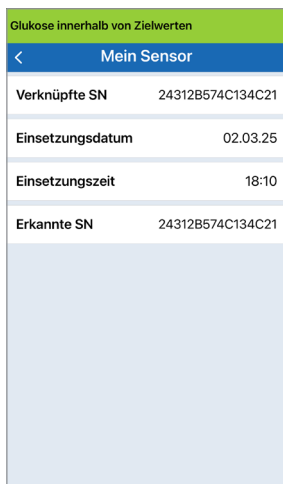 Glukose innerhalb von Zielwerten
Mein Sensor
Verknüpfte SN 24312B574C134C21
Einsetzungsdatum 02.03.25
Einsetzungszeit 18:10
Erkannte SN 24312B574C134C21